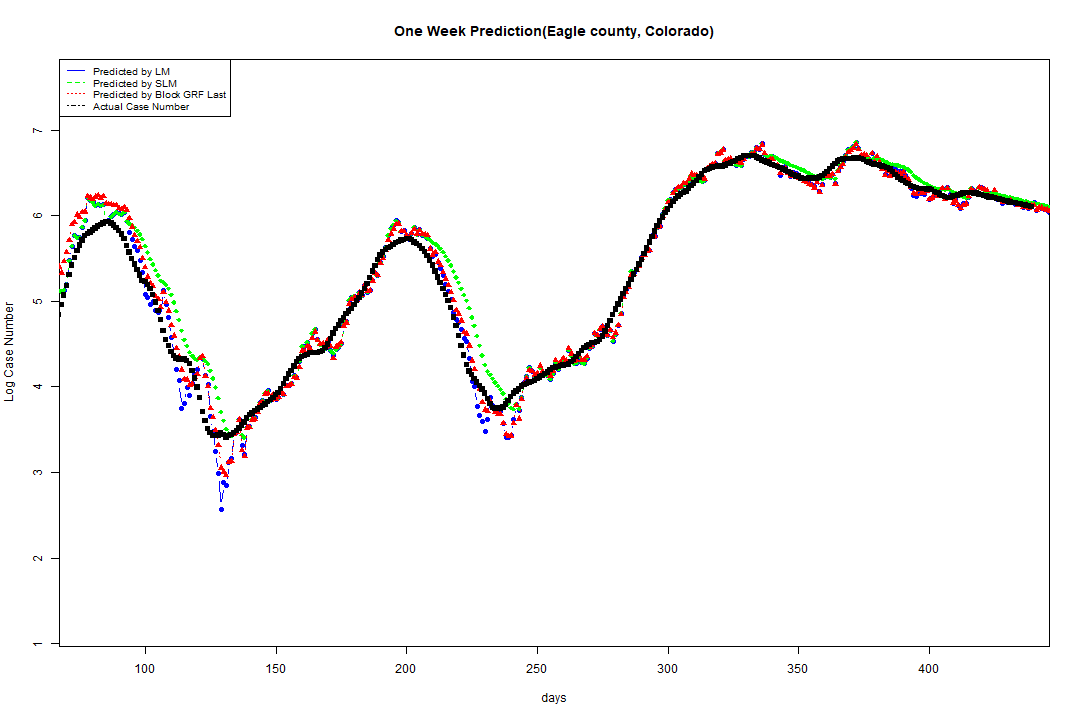 One Week Prediction(Eagle county, Colorado)
Predicted by LM
Predicted by SLM
Predicted by Block GRF Last
Actual Case Number
7
6
5
4
3
2
1
Log Case Number
100 150 200 250 300 350 400
days